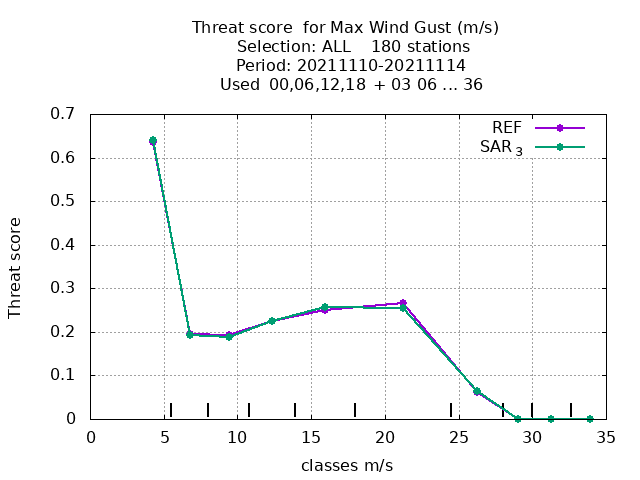 Threat score  for Max Wind Gust (m/s)
Selection: ALL    180 stations
Period: 20211110-20211114
Used  00,06,12,18  + 03 06 ... 36
REF
SAR 3
0.7
0.6
0.5
0.4
0.3
0.2
0.1
0
Threat score
0 5 10 15 20 25 30 35
classes m/s